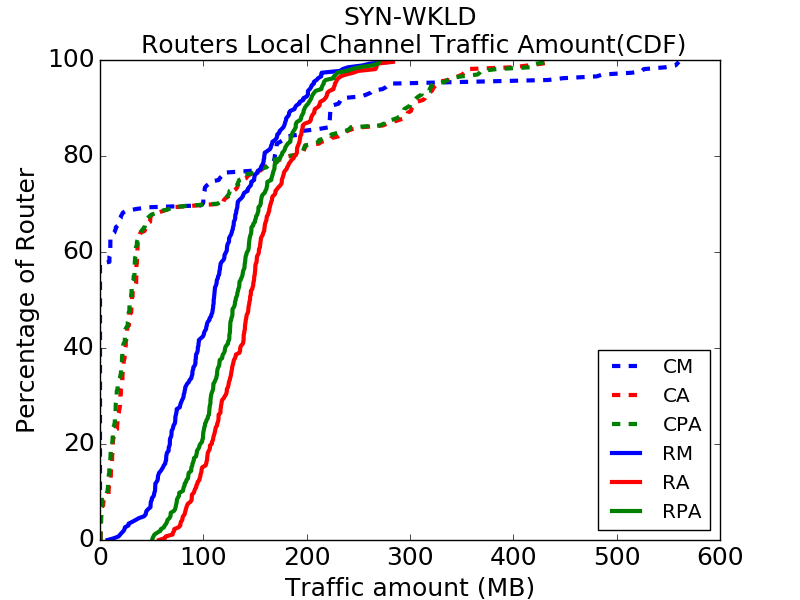 SYN-WKLD
Routers Local Channel Traffic Amount(CDF)
Percentage of Router
100
80
60
40
20
0
0 100 200 300 400 500 600
Traffic amount (MB)
CM
CA
CPA
RM
RA
RPA